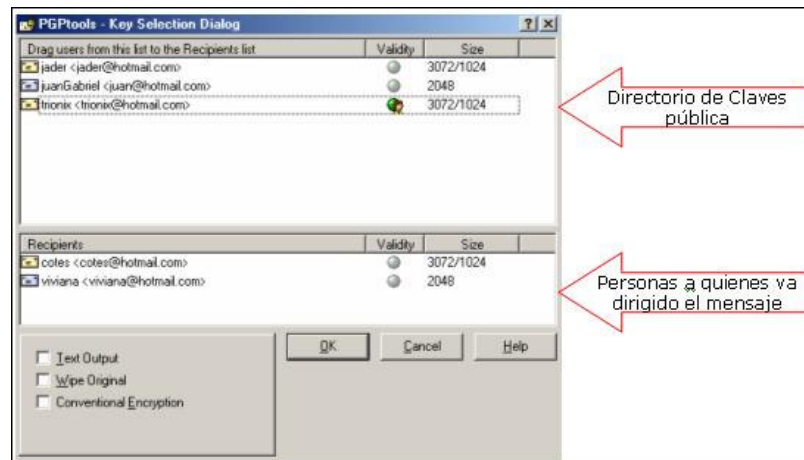 PGPtools - Key Selection Dialog
Drag users from this list to the Recipients list Validity Size
jader <jader@hotmail.com> 3072/1024
juanGabriel <juan@hotmail.com> 2048
trionix <trionix@hotmail.com> 3072/1024
Directorio de Claves
pública
Recipients Validity Size
cotes <cotes@hotmail.com> 3072/1024
viviana <viviana@hotmail.com> 2048
Personas a quienes va
dirigido el mensaje
OK Cancel Help
Text Output
Wipe Original
Conventional Encryption